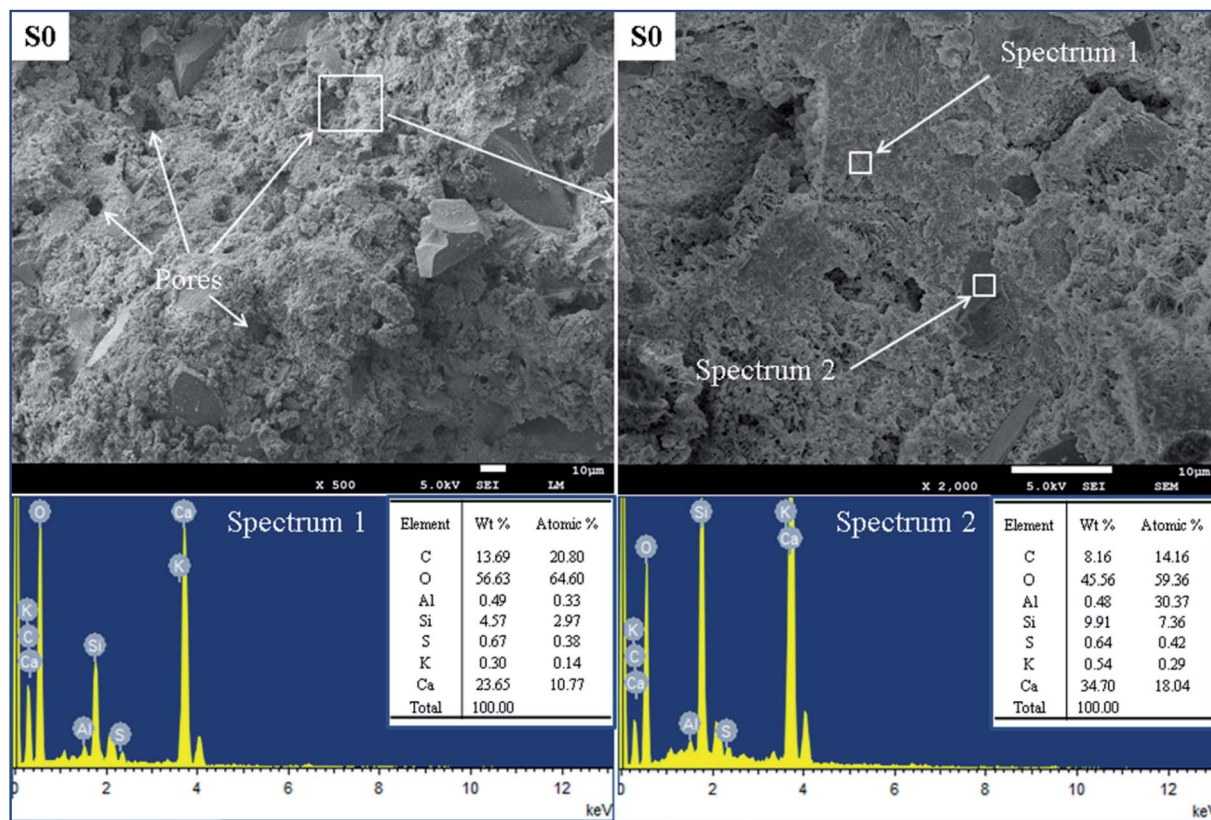 S0
Pores
X 500 5.0kV SEI LM 10µm
S0
Spectrum 1
Spectrum 2
X 2,000 5.0kV SEI SEM 10µm
Spectrum 1
O
K
C
Ca
Al
Si
S
Ca
K
Element Wt % Atomic %
C 13.69 20.80
O 56.63 64.60
Al 0.49 0.33
Si 4.57 2.97
S 0.67 0.38
K 0.30 0.14
Ca 23.65 10.77
Total 100.00
0 2 4 6 8 10 12
keV
Spectrum 2
O
K
C
Ca
Al
Si
S
K
Ca
Element Wt % Atomic %
C 8.16 14.16
O 45.56 59.36
Al 0.48 30.37
Si 9.91 7.36
S 0.64 0.42
K 0.54 0.29
Ca 34.70 18.04
Total 100.00
0 2 4 6 8 10 12
keV